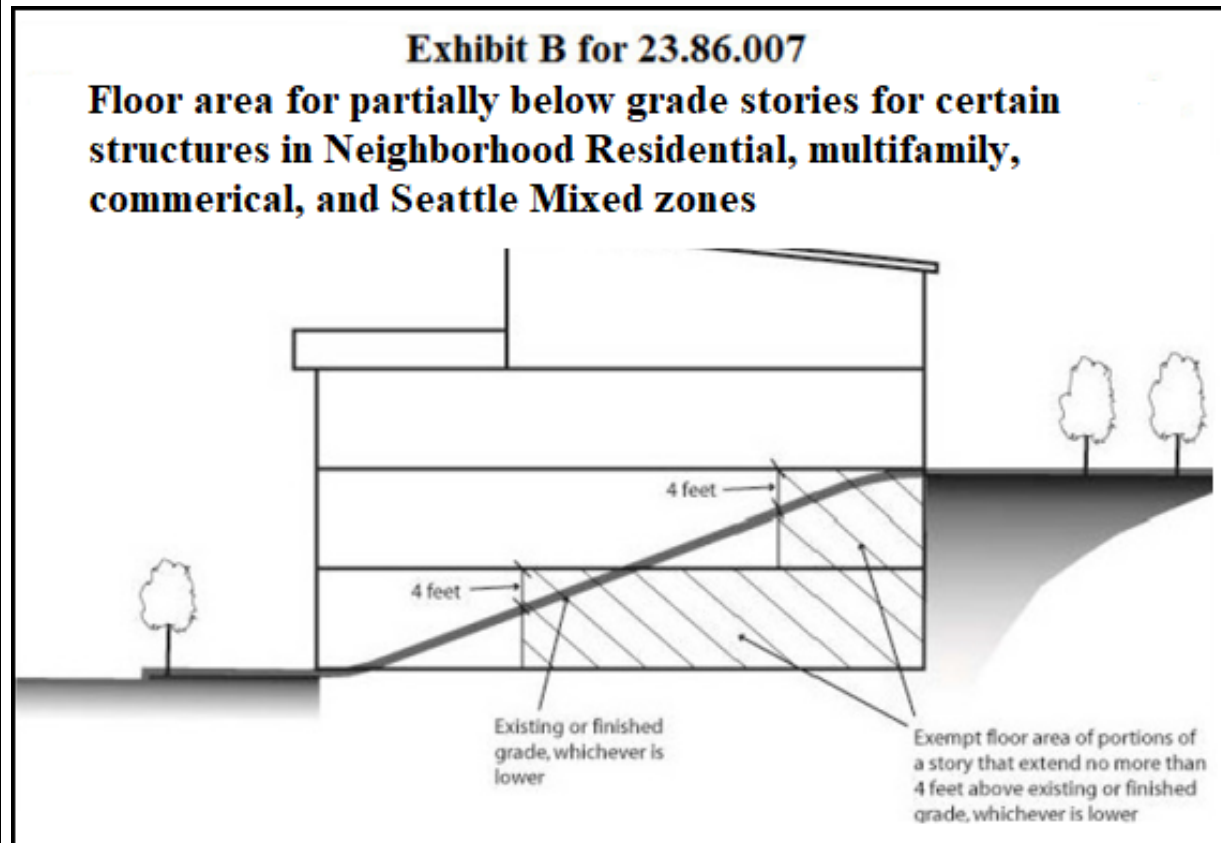 Exhibit B for 23.86.007
Floor area for partially below grade stories for certain
structures in Neighborhood Residential, multifamily,
commerical, and Seattle Mixed zones
4 feet
4 feet
Existing or finished
grade, whichever is
lower
Exempt floor area of portions of
a story that extend no more than
4 feet above existing or finished
grade, whichever is lower